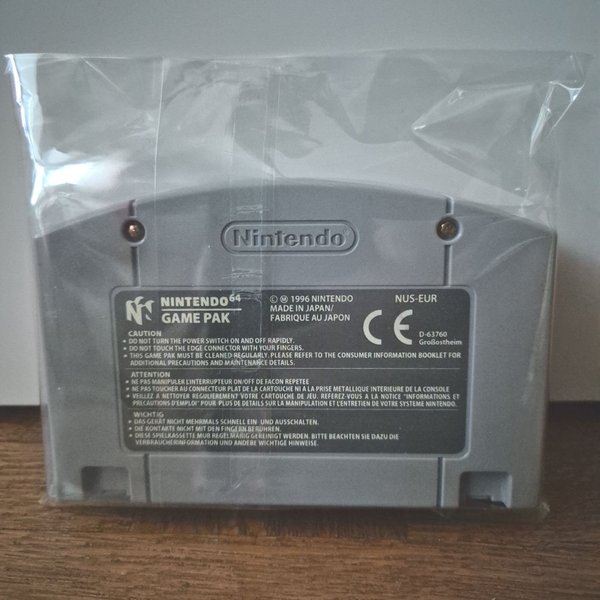 Nintendo
NINTENDO 64
GAME PAK
© Ⓜ 1996 NINTENDO
MADE IN JAPAN/
FABRIQUE AU JAPON
NUS-EUR
CE
D-63760
Großostheim
CAUTION
• DO NOT TURN THE POWER SWITCH ON AND OFF RAPIDLY.
• DO NOT TOUCH THE EDGE CONNECTOR WITH YOUR FINGERS.
• THIS GAME PAK MUST BE CLEANED REGULARLY. PLEASE REFER TO THE CONSUMER INFORMATION BOOKLET FOR
ADDITIONAL PRECAUTIONS AND MAINTENANCE DETAILS.
ATTENTION
• NE PAS MANIPULER L'INTERRUPTEUR ON/OFF DE FACON REPETEE
• NE PAS TOUCHER AU CONNECTEUR PLAT DE LA CARTOUCHE NI A LA PRISE METALLIQUE INTERIEURE DE LA CONSOLE
• VEILLEZ A NETTOYER REGULIEREMENT VOTRE CARTOUCHE DE JEU. REFEREZ-VOUS A LA NOTICE "INFORMATIONS ET
PRECAUTIONS D'EMPLOI" POUR PLUS DE DETAILS SUR LA MANIPULATION ET L'ENTRETIEN DE VOTRE SYSTEME NINTENDO.
WICHTIG
• DAS GERÄT NICHT MEHRMALS SCHNELL EIN- UND AUSSCHALTEN.
• DIE KONTAKTE NICHT MIT DEN FINGERN BERÜHREN.
• DIESE SPIELKASSETTE MUß REGELMÄßIG GEREINIGT WERDEN. BITTE BEACHTEN SIE DAZU DIE
VERBRAUCHERINFORMATION UND ANDERE WICHTIGE HINWEISE.